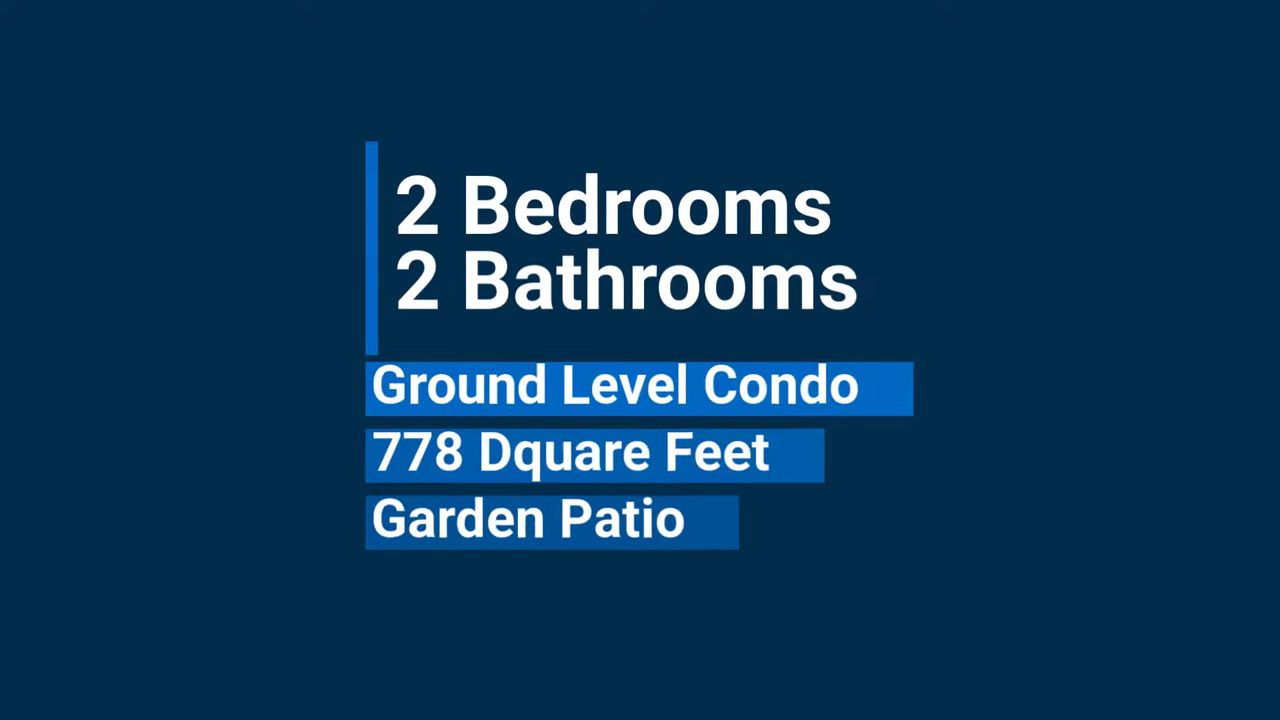 2 Bedrooms
2 Bathrooms
Ground Level Condo
778 Dquare Feet
Garden Patio